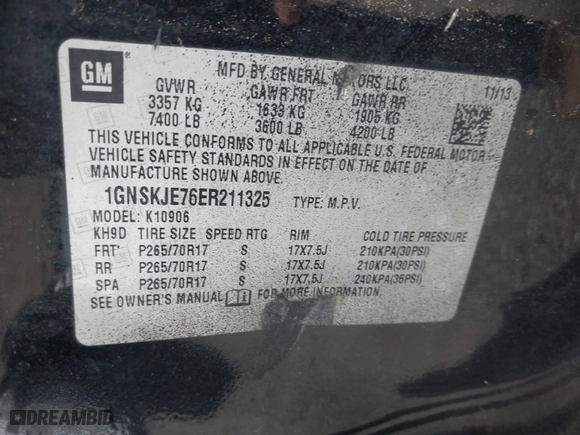 GM
MFD BY GENERAL MOTORS LLC
11/13
GVWR GAWR FRT GAWR RR
3357 KG 1633 KG 1905 KG
7400 LB 3600 LB 4200 LB
THIS VEHICLE CONFORMS TO ALL APPLICABLE U.S. FEDERAL MOTOR
VEHICLE SAFETY STANDARDS IN EFFECT ON THE DATE OF
MANUFACTURE SHOWN ABOVE.
1GNSKJE76ER211325 TYPE: M.P.V.
MODEL: K10906
KH9D TIRE SIZE SPEED RTG RIM COLD TIRE PRESSURE
FRT P265/70R17 S 17X7.5J 210KPA(30PSI)
RR P265/70R17 S 17X7.5J 210KPA(30PSI)
SPA P265/70R17 S 17X7.5J 240KPA(35PSI)
SEE OWNER'S MANUAL FOR MORE INFORMATION.
DREAMBID